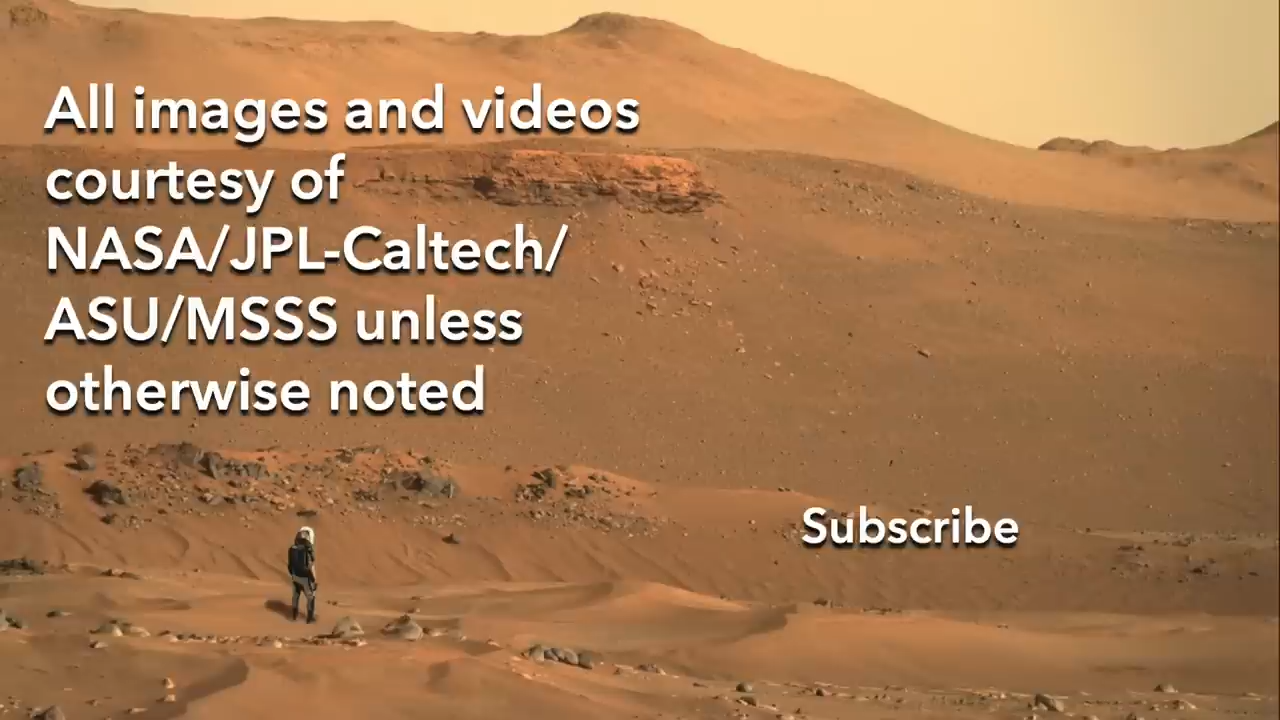 All images and videos
courtesy of
NASA/JPL-Caltech/
ASU/MSSS unless
otherwise noted
Subscribe